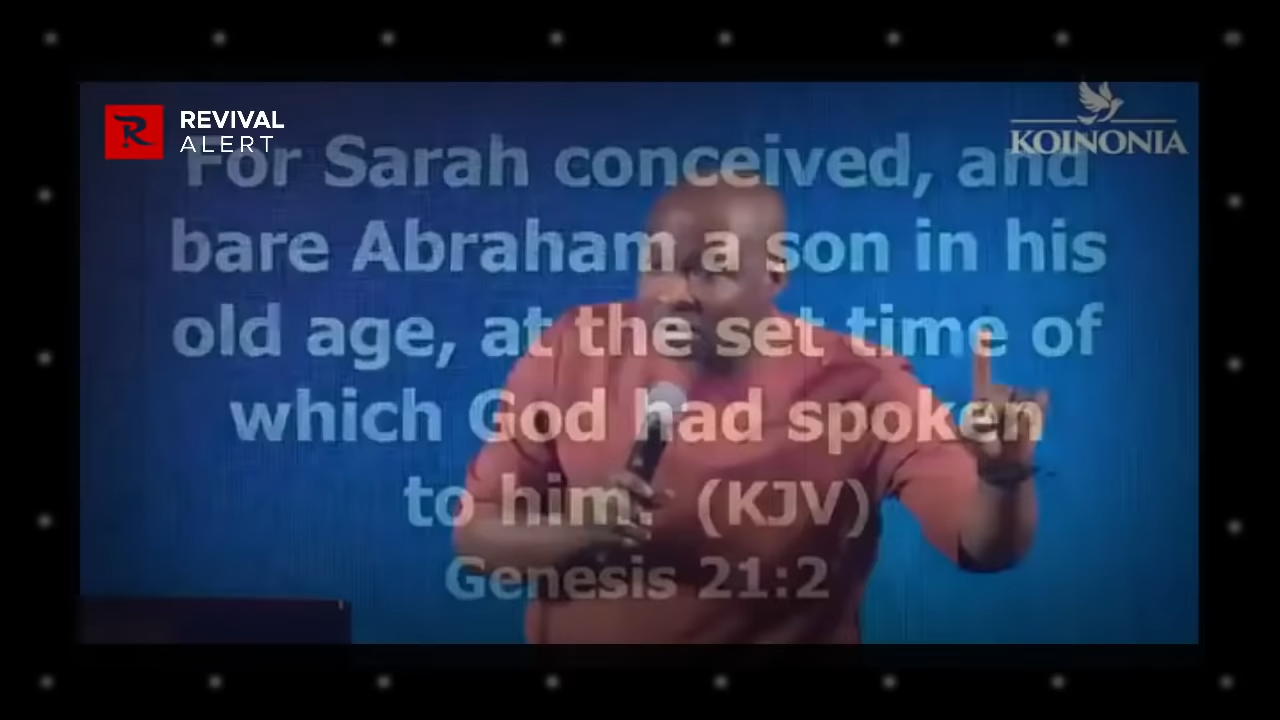 REVIVAL
ALERT
KOINONIA
For Sarah conceived, and
bare Abraham a son in his
old age, at the set time of
which God had spoken
to him. (KJV)
Genesis 21:2